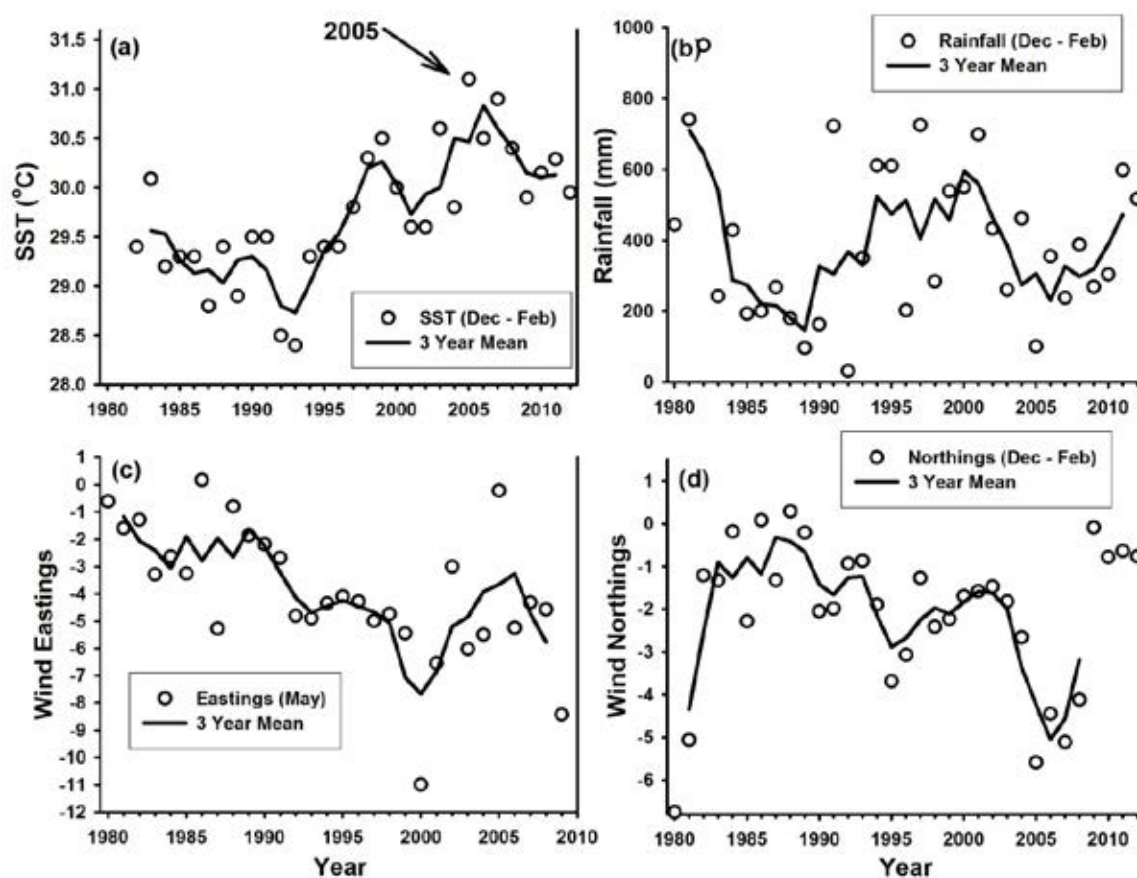 2005
(a)
31.5
31.0
30.5
30.0
29.5
29.0
28.5
28.0
SST (°C)
SST (Dec - Feb)
3 Year Mean
1980 1985 1990 1995 2000 2005 2010
(b)
1000
800
600
400
200
0
Rainfall (mm)
Rainfall (Dec - Feb)
3 Year Mean
1980 1985 1990 1995 2000 2005 2010
(c)
1
0
-1
-2
-3
-4
-5
-6
-7
-8
-9
-10
-11
-12
Wind Eastings
Eastings (May)
3 Year Mean
1980 1985 1990 1995 2000 2005 2010
Year
(d)
1
0
-1
-2
-3
-4
-5
-6
Wind Northings
Northings (Dec - Feb)
3 Year Mean
1980 1985 1990 1995 2000 2005 2010
Year